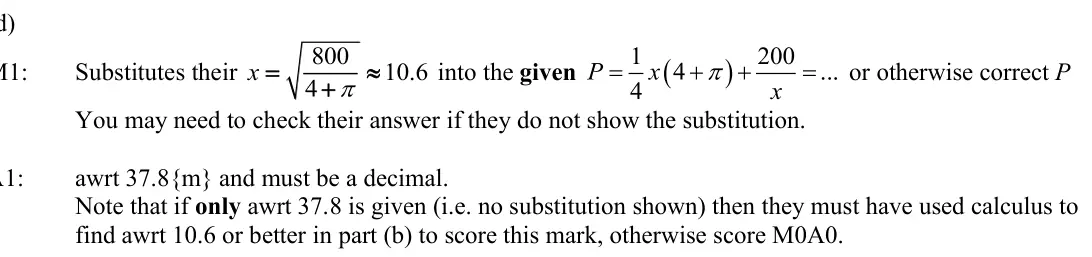 d)
M1: Substitutes their x = √(800/(4+π)) ≈ 10.6 into the given P = 1/4 x(4+π) + 200/x = ... or otherwise correct P
You may need to check their answer if they do not show the substitution.
A1: awrt 37.8{m} and must be a decimal.
Note that if only awrt 37.8 is given (i.e. no substitution shown) then they must have used calculus to
find awrt 10.6 or better in part (b) to score this mark, otherwise score M0A0.